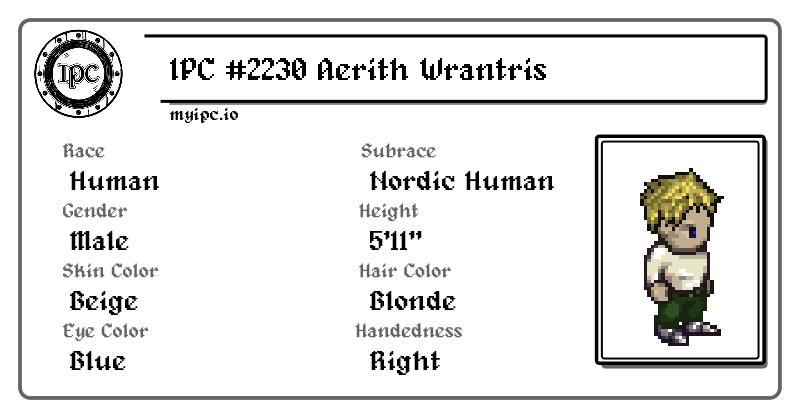 IPC
IPC #2230 Aerith Wrantris
myipc.io
Race
Human
Subrace
Nordic Human
Gender
Male
Height
5'11"
Skin Color
Beige
Hair Color
Blonde
Eye Color
Blue
Handedness
Right